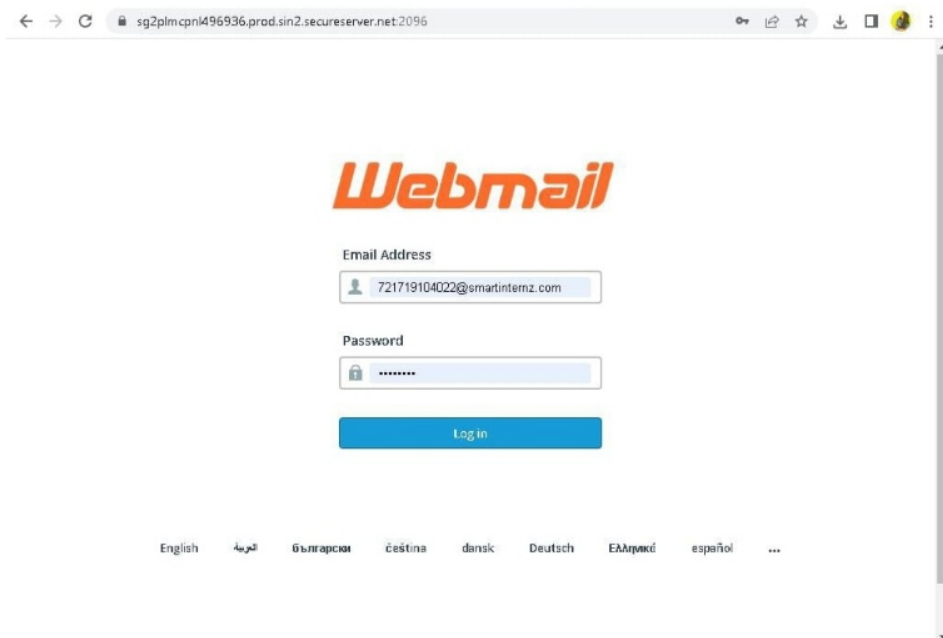 sg2plmcpnl496936.prod.sin2.secureserver.net:2096
Webmail
Email Address
721719104022@smartinternz.com
Password
••••••••
Log in
English العربية български čeština dansk Deutsch Ελληνικά español ...